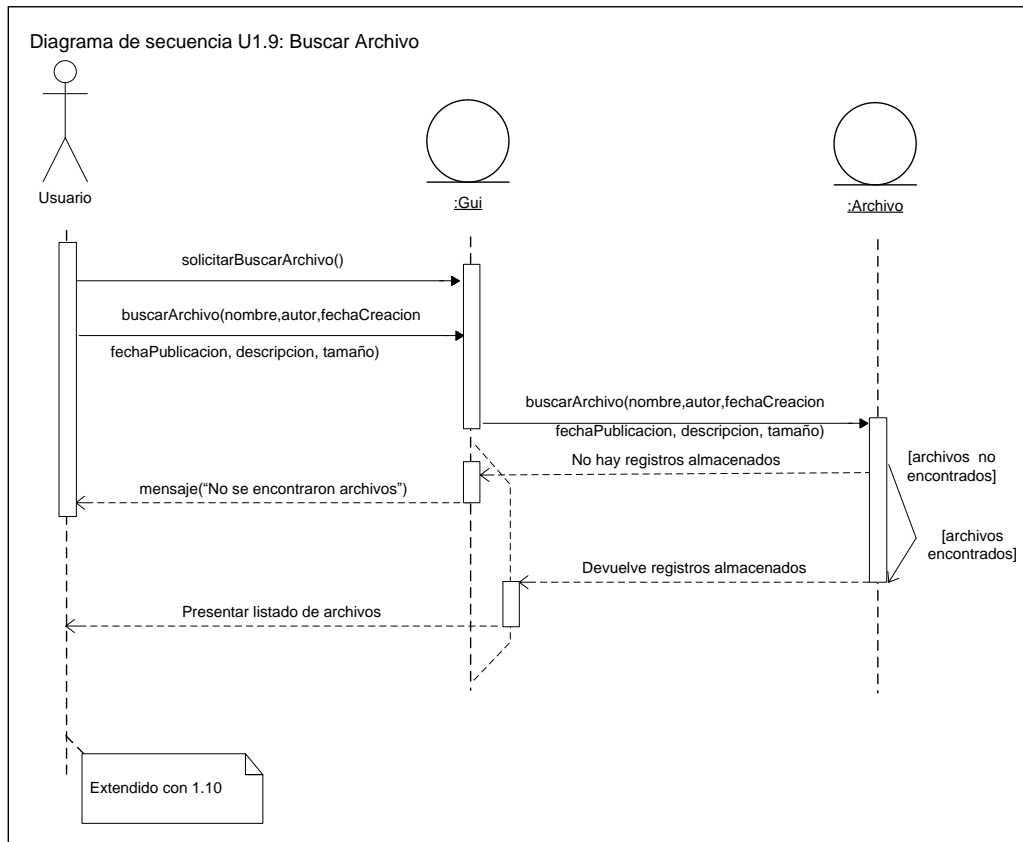 Diagrama de secuencia U1.9: Buscar Archivo
Usuario
:Gui
:Archivo
solicitarBuscarArchivo()
buscarArchivo(nombre,autor,fechaCreacion
fechaPublicacion, descripcion, tamaño)
buscarArchivo(nombre,autor,fechaCreacion
fechaPublicacion, descripcion, tamaño)
No hay registros almacenados
[archivos no
encontrados]
mensaje(“No se encontraron archivos”)
[archivos
encontrados]
Devuelve registros almacenados
Presentar listado de archivos
Extendido con 1.10